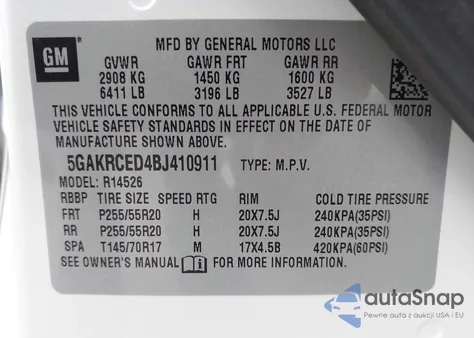 GM
MFD BY GENERAL MOTORS LLC
GVWR GAWR FRT GAWR RR
2908 KG 1450 KG 1600 KG
6411 LB 3196 LB 3527 LB
THIS VEHICLE CONFORMS TO ALL APPLICABLE U.S. FEDERAL MOTOR
VEHICLE SAFETY STANDARDS IN EFFECT ON THE DATE OF
MANUFACTURE SHOWN ABOVE.
5GAKRCED4BJ410911 TYPE: M.P.V.
MODEL: R14526
RBBP TIRE SIZE SPEED RTG RIM COLD TIRE PRESSURE
FRT P255/55R20 H 20X7.5J 240KPA(35PSI)
RR P255/55R20 H 20X7.5J 240KPA(35PSI)
SPA T145/70R17 M 17X4.5B 420KPA(60PSI)
SEE OWNER'S MANUAL FOR MORE INFORMATION.
autoSnap
Pewne auta z aukcji USA i EU